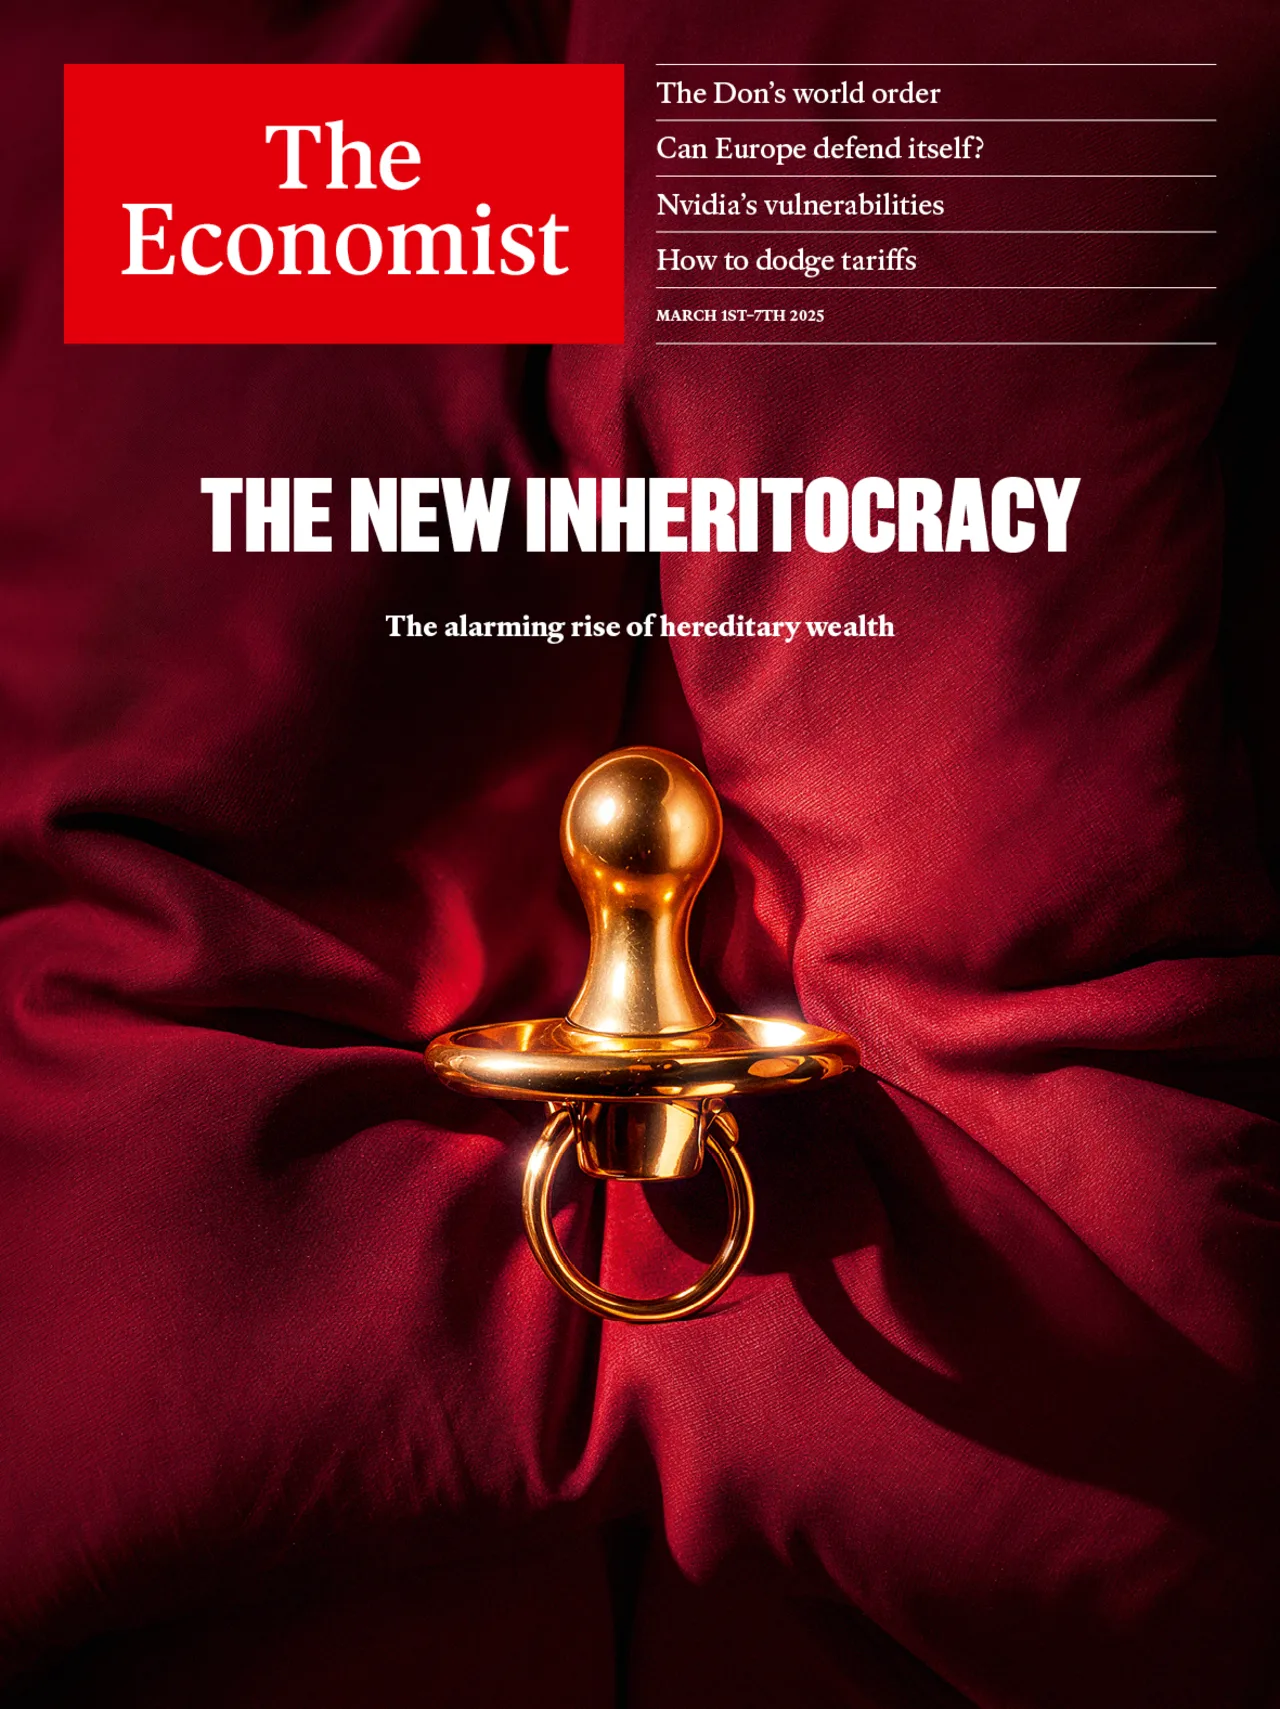 The
Economist
The Don’s world order
Can Europe defend itself?
Nvidia’s vulnerabilities
How to dodge tariffs
MARCH 1ST–7TH 2025
THE NEW INHERITOCRACY
The alarming rise of hereditary wealth